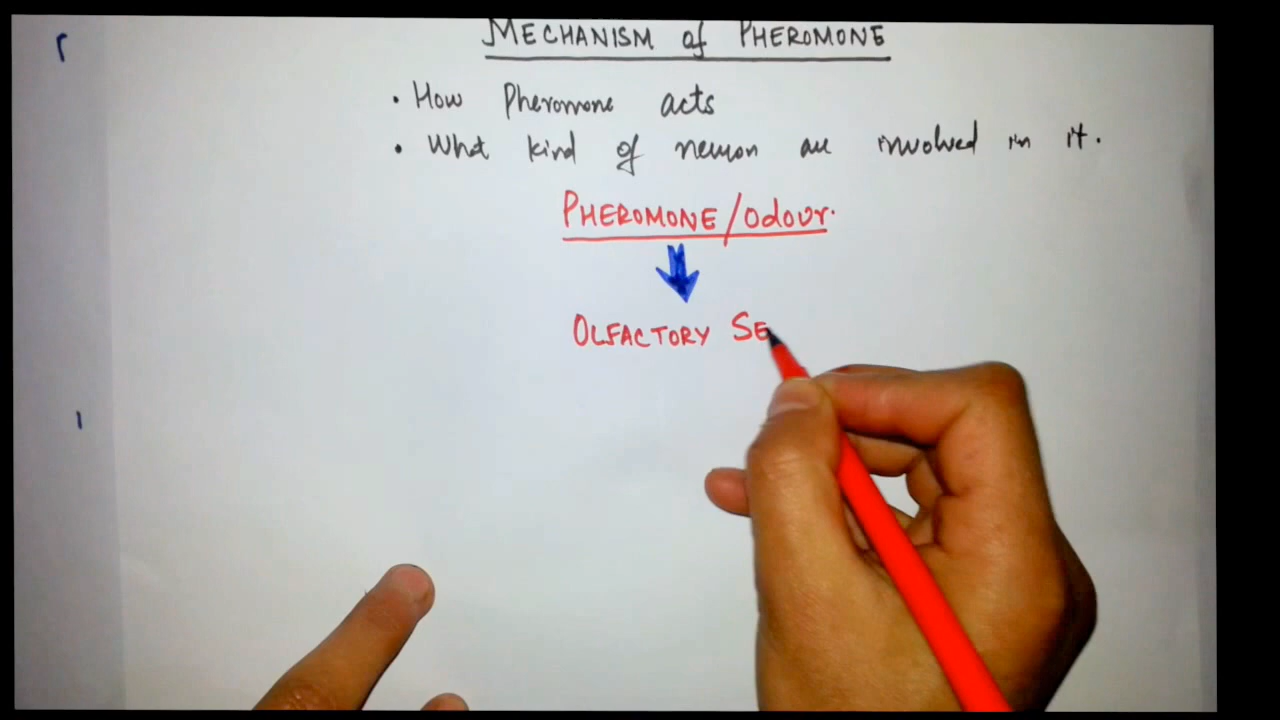 MECHANISM of PHEROMONE
• How Pheromone acts
• What kind of neuron are involved in it.
PHEROMONE/Odour.
OLFACTORY SE